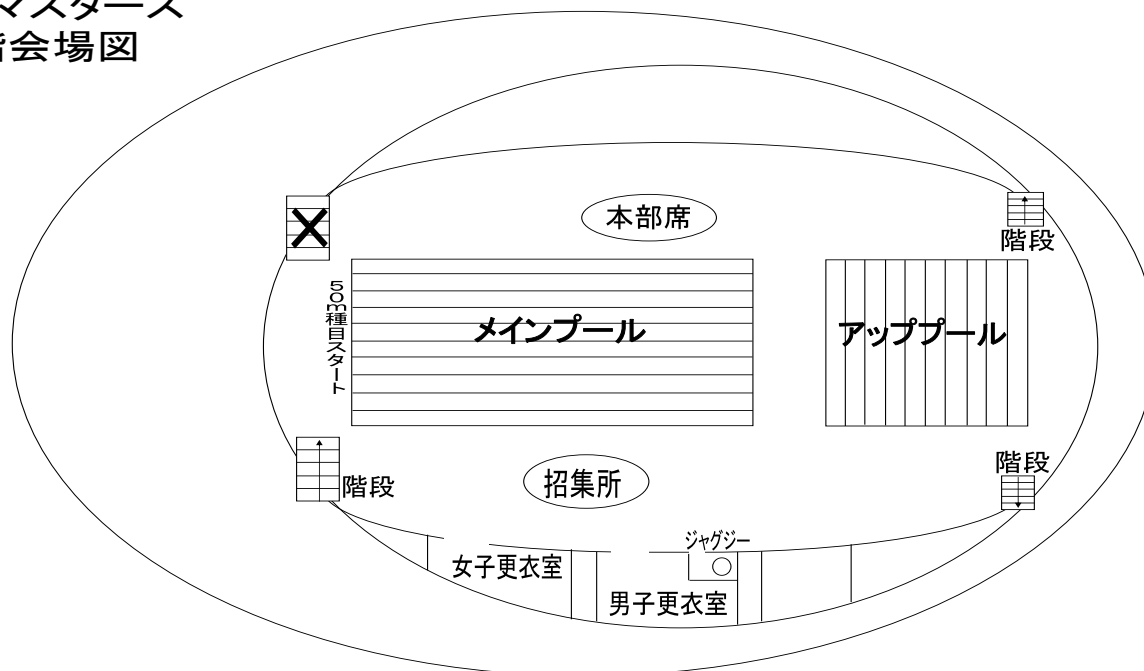 マスターズ
階会場図
本部席
階段
50m種目スタート
メインプール
アッププール
階段
招集所
階段
ジャグジー
女子更衣室
男子更衣室